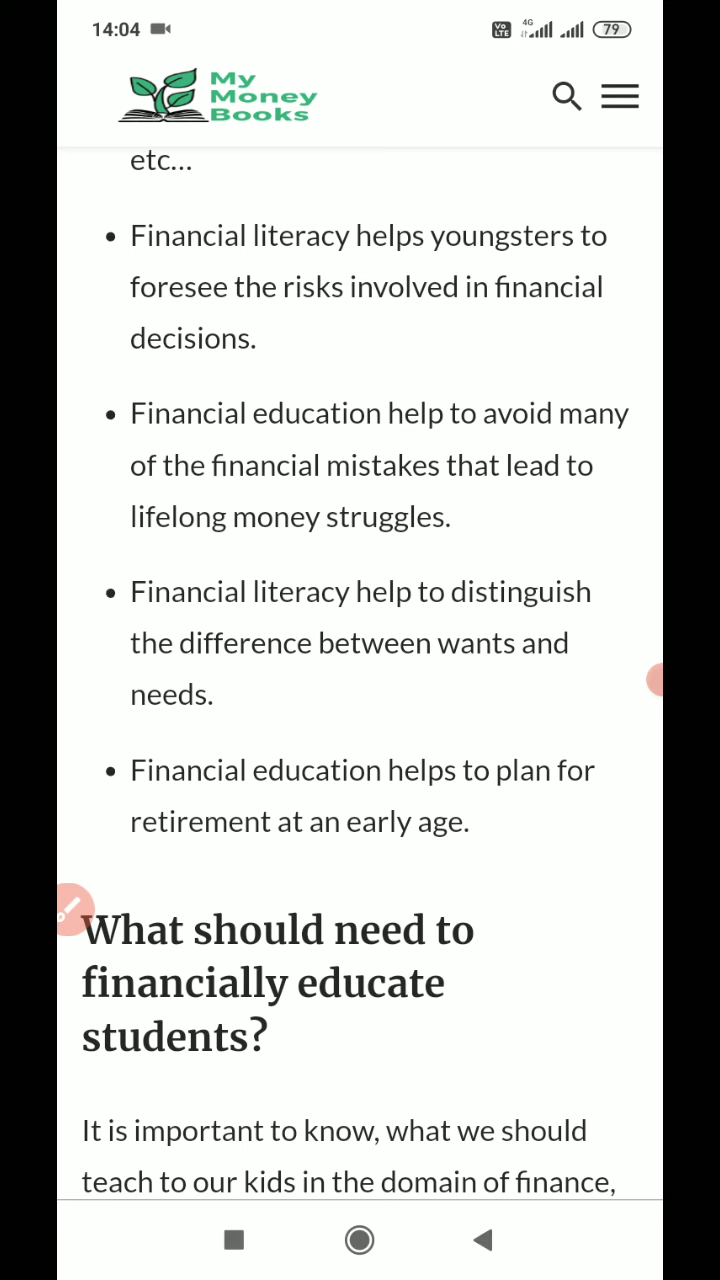 14:04
Vo LTE 4G 79
My
Money
Books
etc...
• Financial literacy helps youngsters to
foresee the risks involved in financial
decisions.
• Financial education help to avoid many
of the financial mistakes that lead to
lifelong money struggles.
• Financial literacy help to distinguish
the difference between wants and
needs.
• Financial education helps to plan for
retirement at an early age.
What should need to
financially educate
students?
It is important to know, what we should
teach to our kids in the domain of finance,